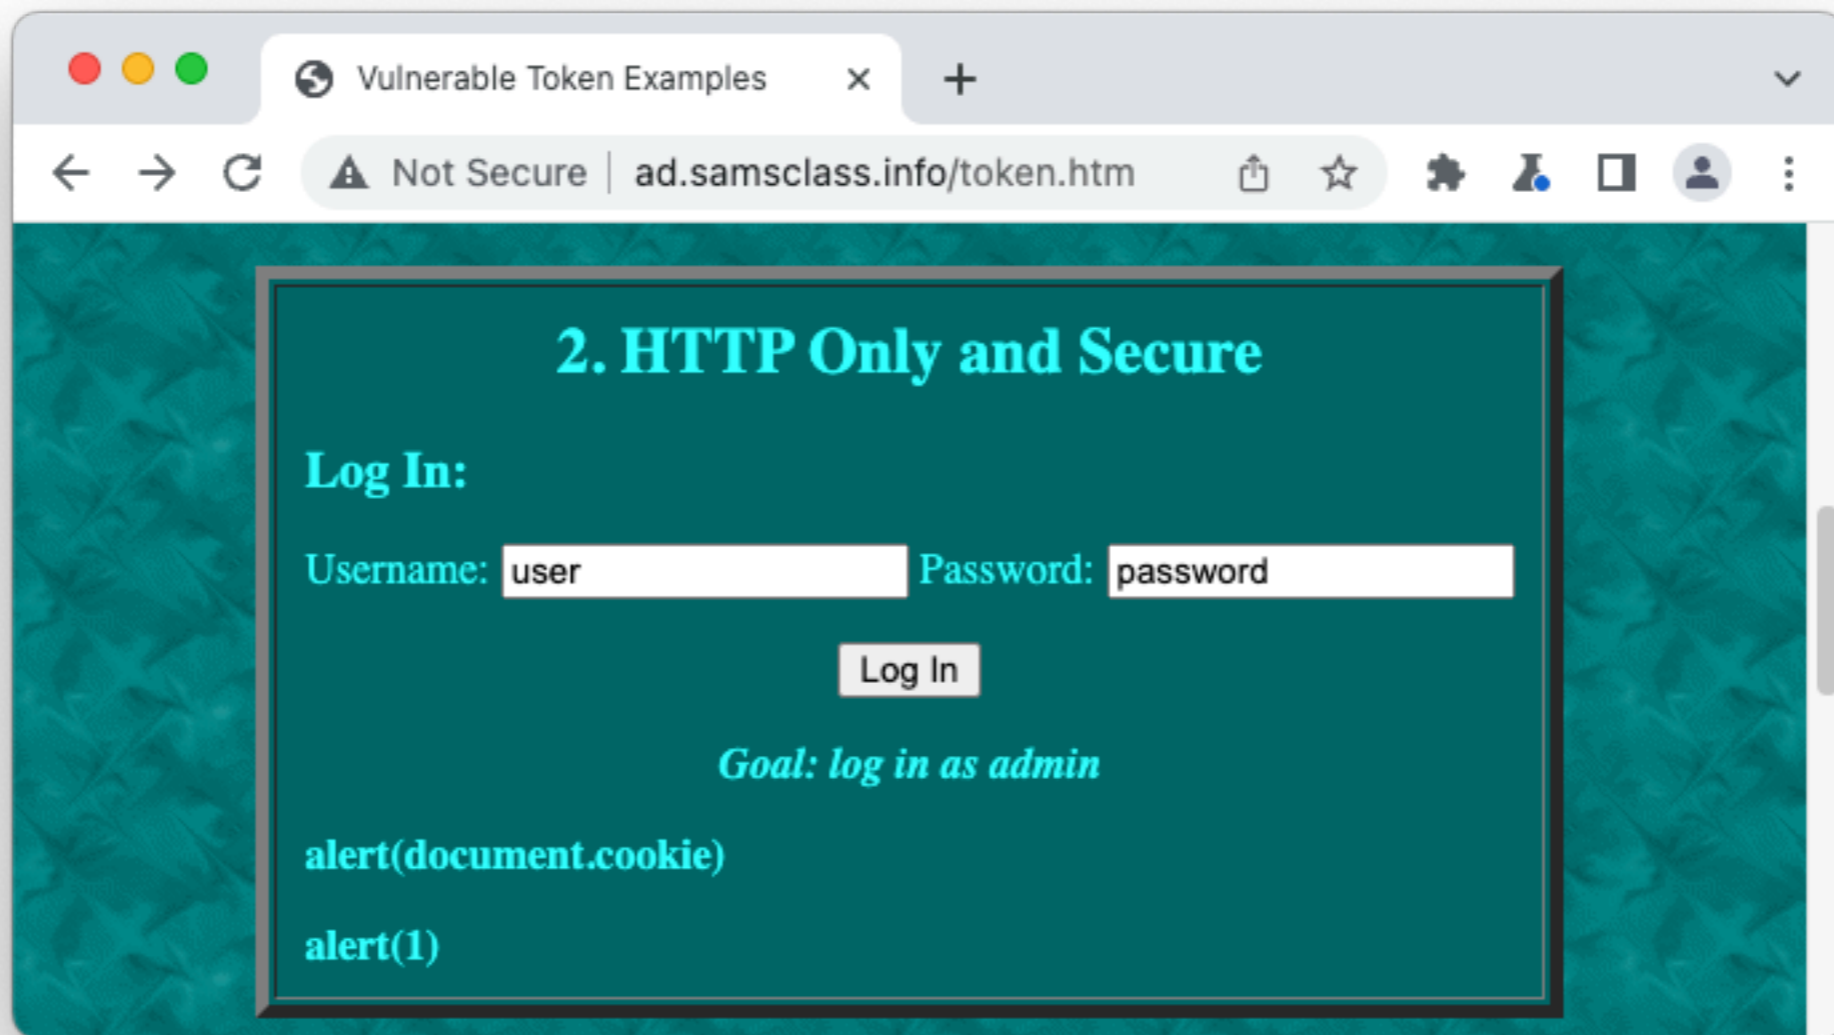 Vulnerable Token Examples
Not Secure | ad.samsclass.info/token.htm
2. HTTP Only and Secure
Log In:
Username: user Password: password
Log In
Goal: log in as admin
alert(document.cookie)
alert(1)